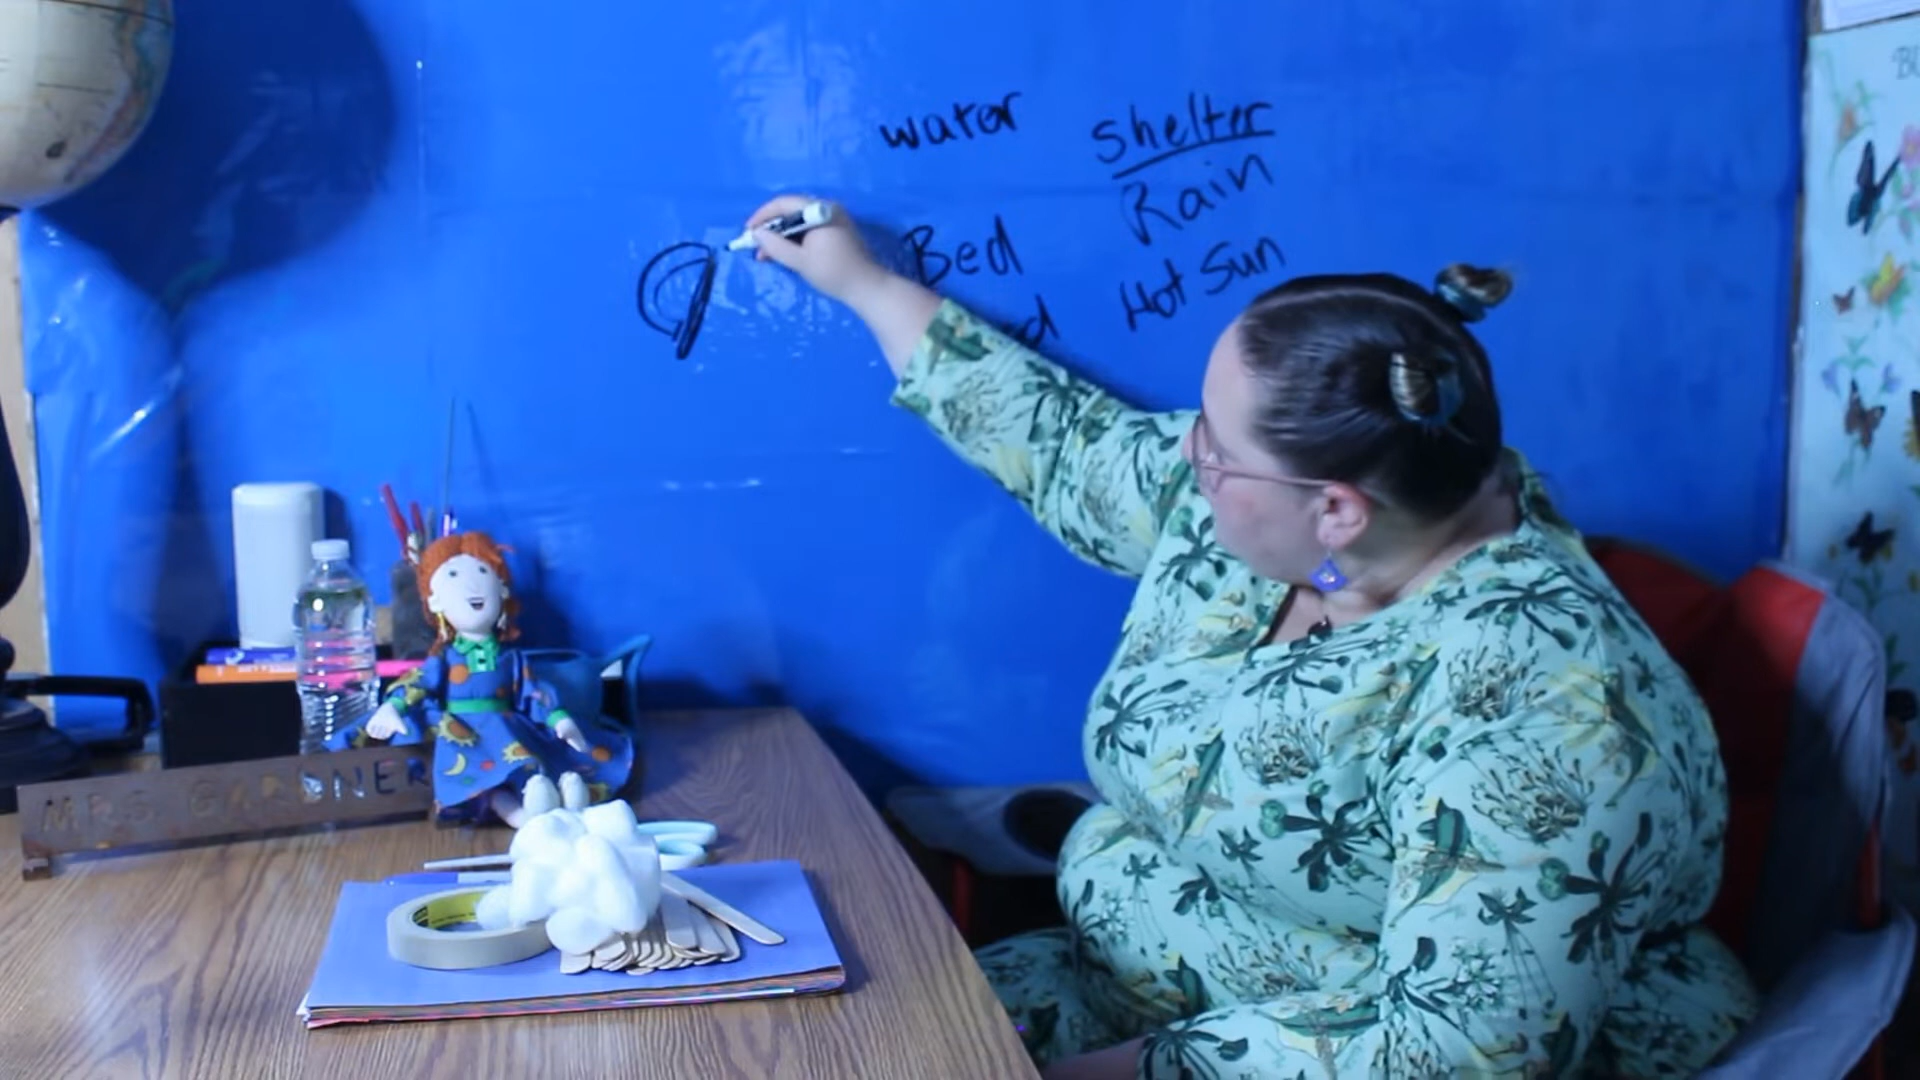 water
shelter
Rain
Bed
Hot Sun
MRS. GARDNER